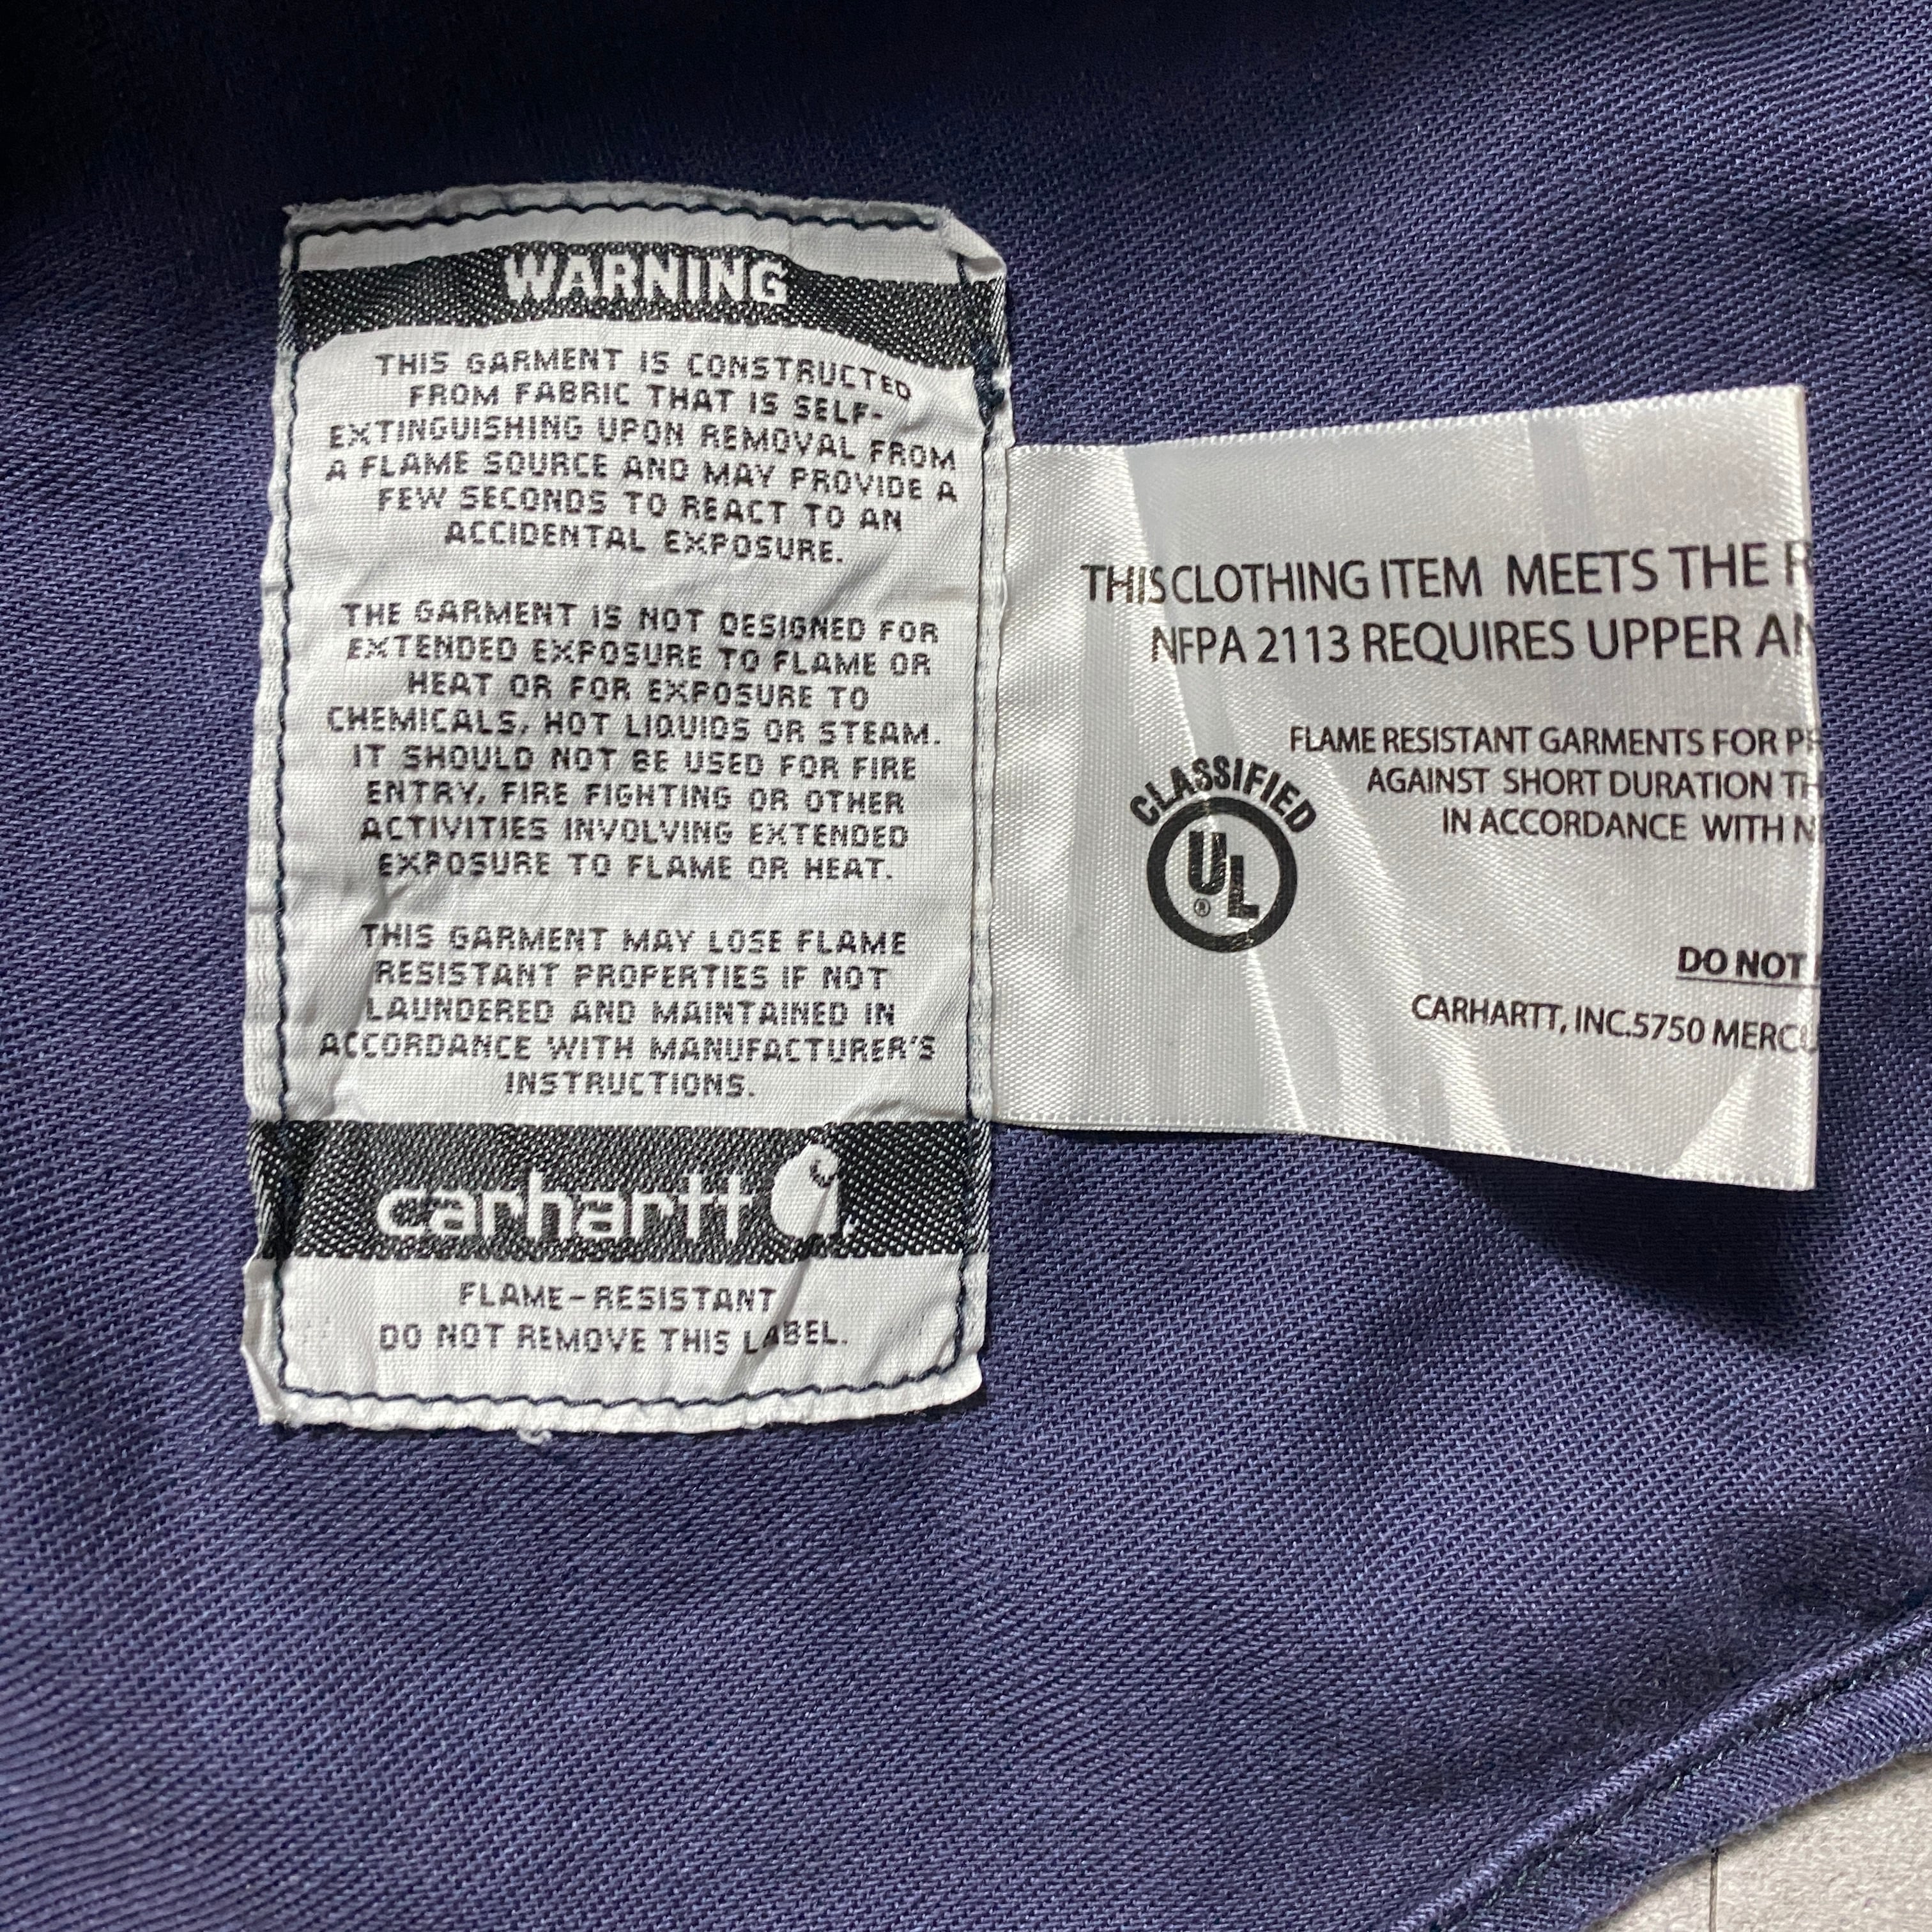 WARNING
THIS GARMENT IS CONSTRUCTED
FROM FABRIC THAT IS SELF-
EXTINGUISHING UPON REMOVAL FROM
A FLAME SOURCE AND MAY PROVIDE A
FEW SECONDS TO REACT TO AN
ACCIDENTAL EXPOSURE.
THE GARMENT IS NOT DESIGNED FOR
EXTENDED EXPOSURE TO FLAME OR
HEAT OR FOR EXPOSURE TO
CHEMICALS, HOT LIQUIDS OR STEAM.
IT SHOULD NOT BE USED FOR FIRE
ENTRY, FIRE FIGHTING OR OTHER
ACTIVITIES INVOLVING EXTENDED
EXPOSURE TO FLAME OR HEAT.
THIS GARMENT MAY LOSE FLAME
RESISTANT PROPERTIES IF NOT
LAUNDERED AND MAINTAINED IN
ACCORDANCE WITH MANUFACTURER'S
INSTRUCTIONS.
carhartt
FLAME-RESISTANT
DO NOT REMOVE THIS LABEL.
THIS CLOTHING ITEM MEETS THE
NFPA 2113 REQUIRES UPPER
FLAME RESISTANT GARMENTS FOR
AGAINST SHORT DURATION
IN ACCORDANCE WITH
CLASSIFIED
UL
®
DO NOT
CARHARTT, INC.5750